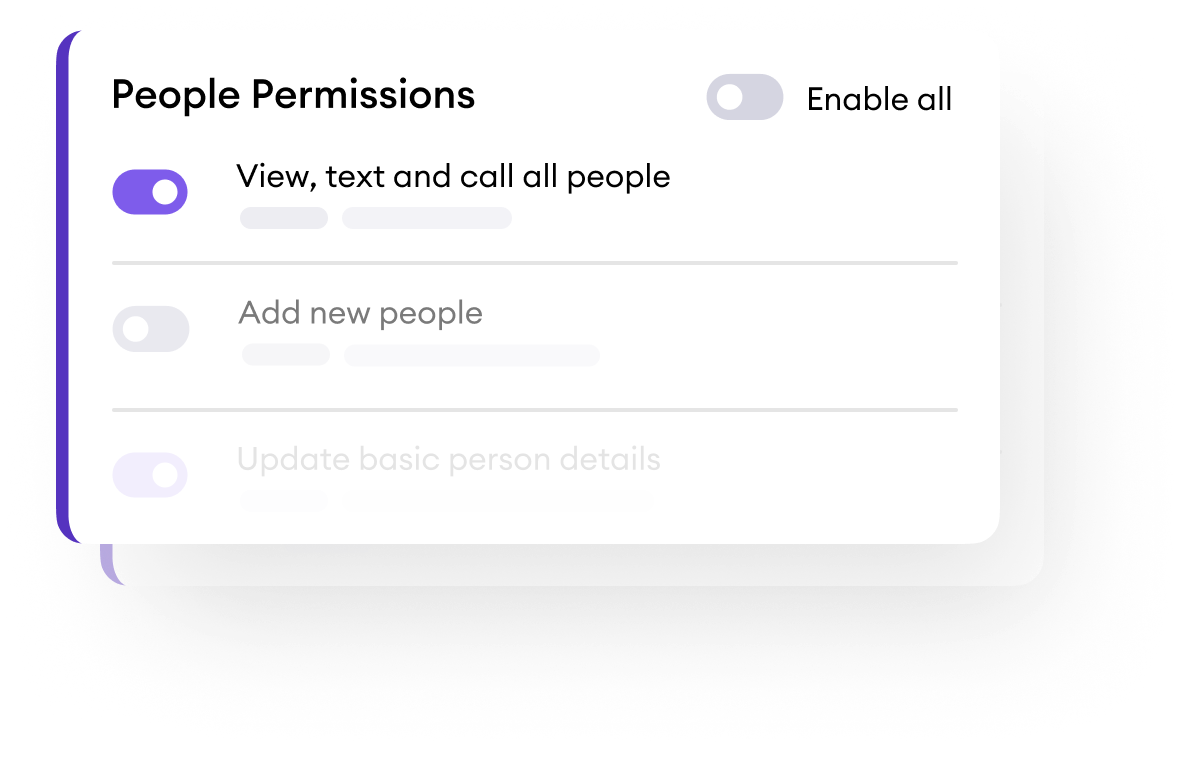 People Permissions
Enable all
View, text and call all people
Add new people
Update basic person details